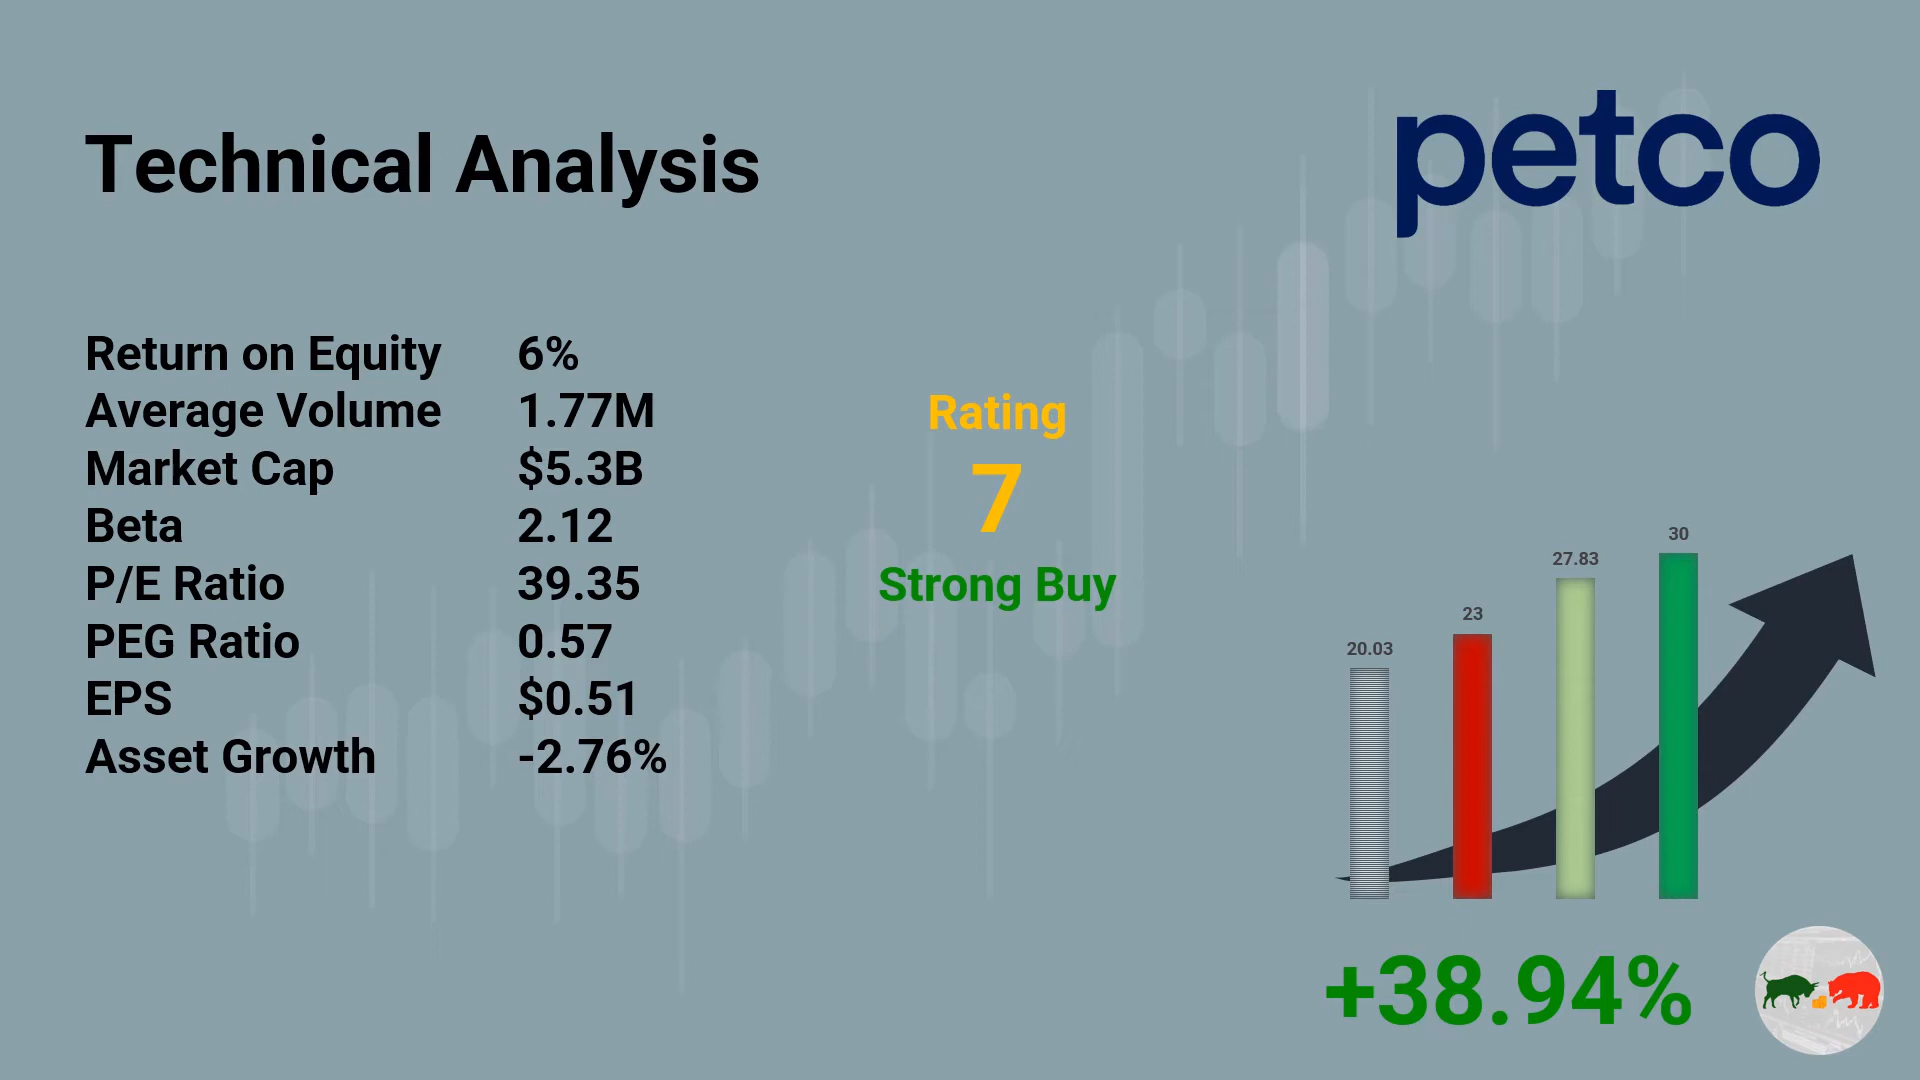 petco
Technical Analysis
Return on Equity 6%
Average Volume 1.77M
Market Cap $5.3B
Beta 2.12
P/E Ratio 39.35
PEG Ratio 0.57
EPS $0.51
Asset Growth -2.76%
Rating
7
Strong Buy
20.03
23
27.83
30
+38.94%